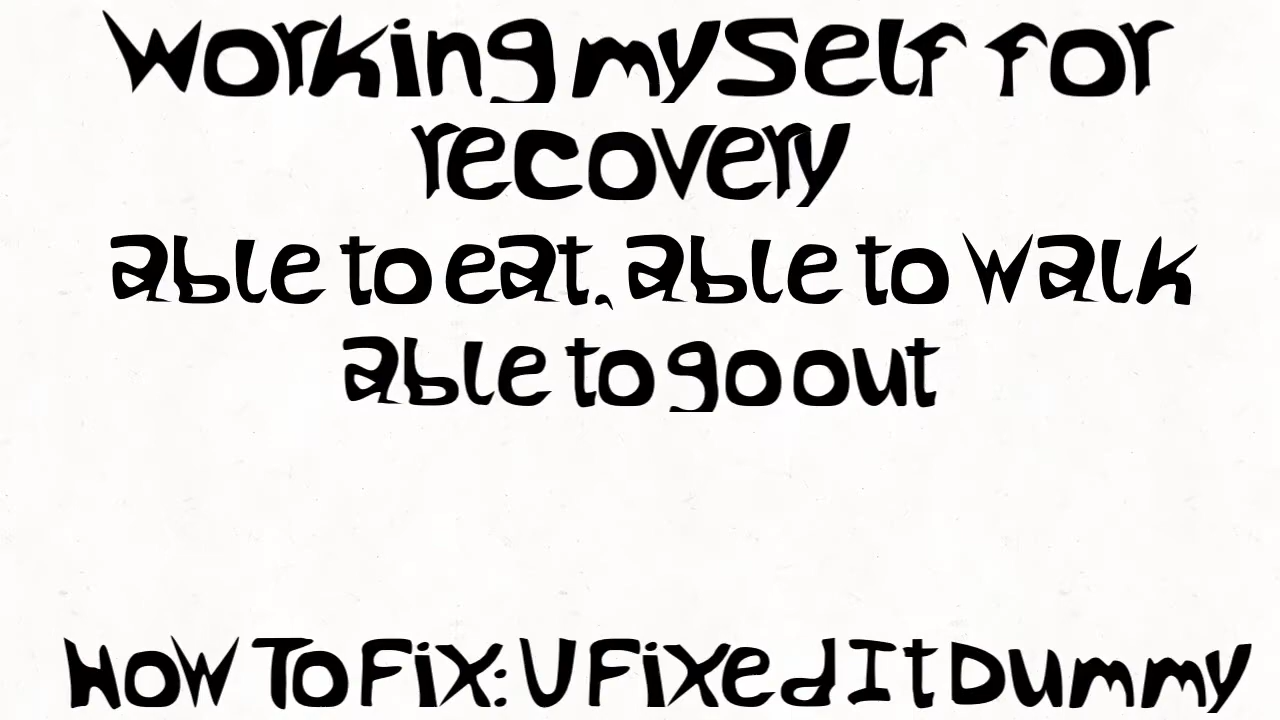 Working mySelf for
recovery
able to eat, able to walk
able to go out
How To Fix: U Fixed It Dummy